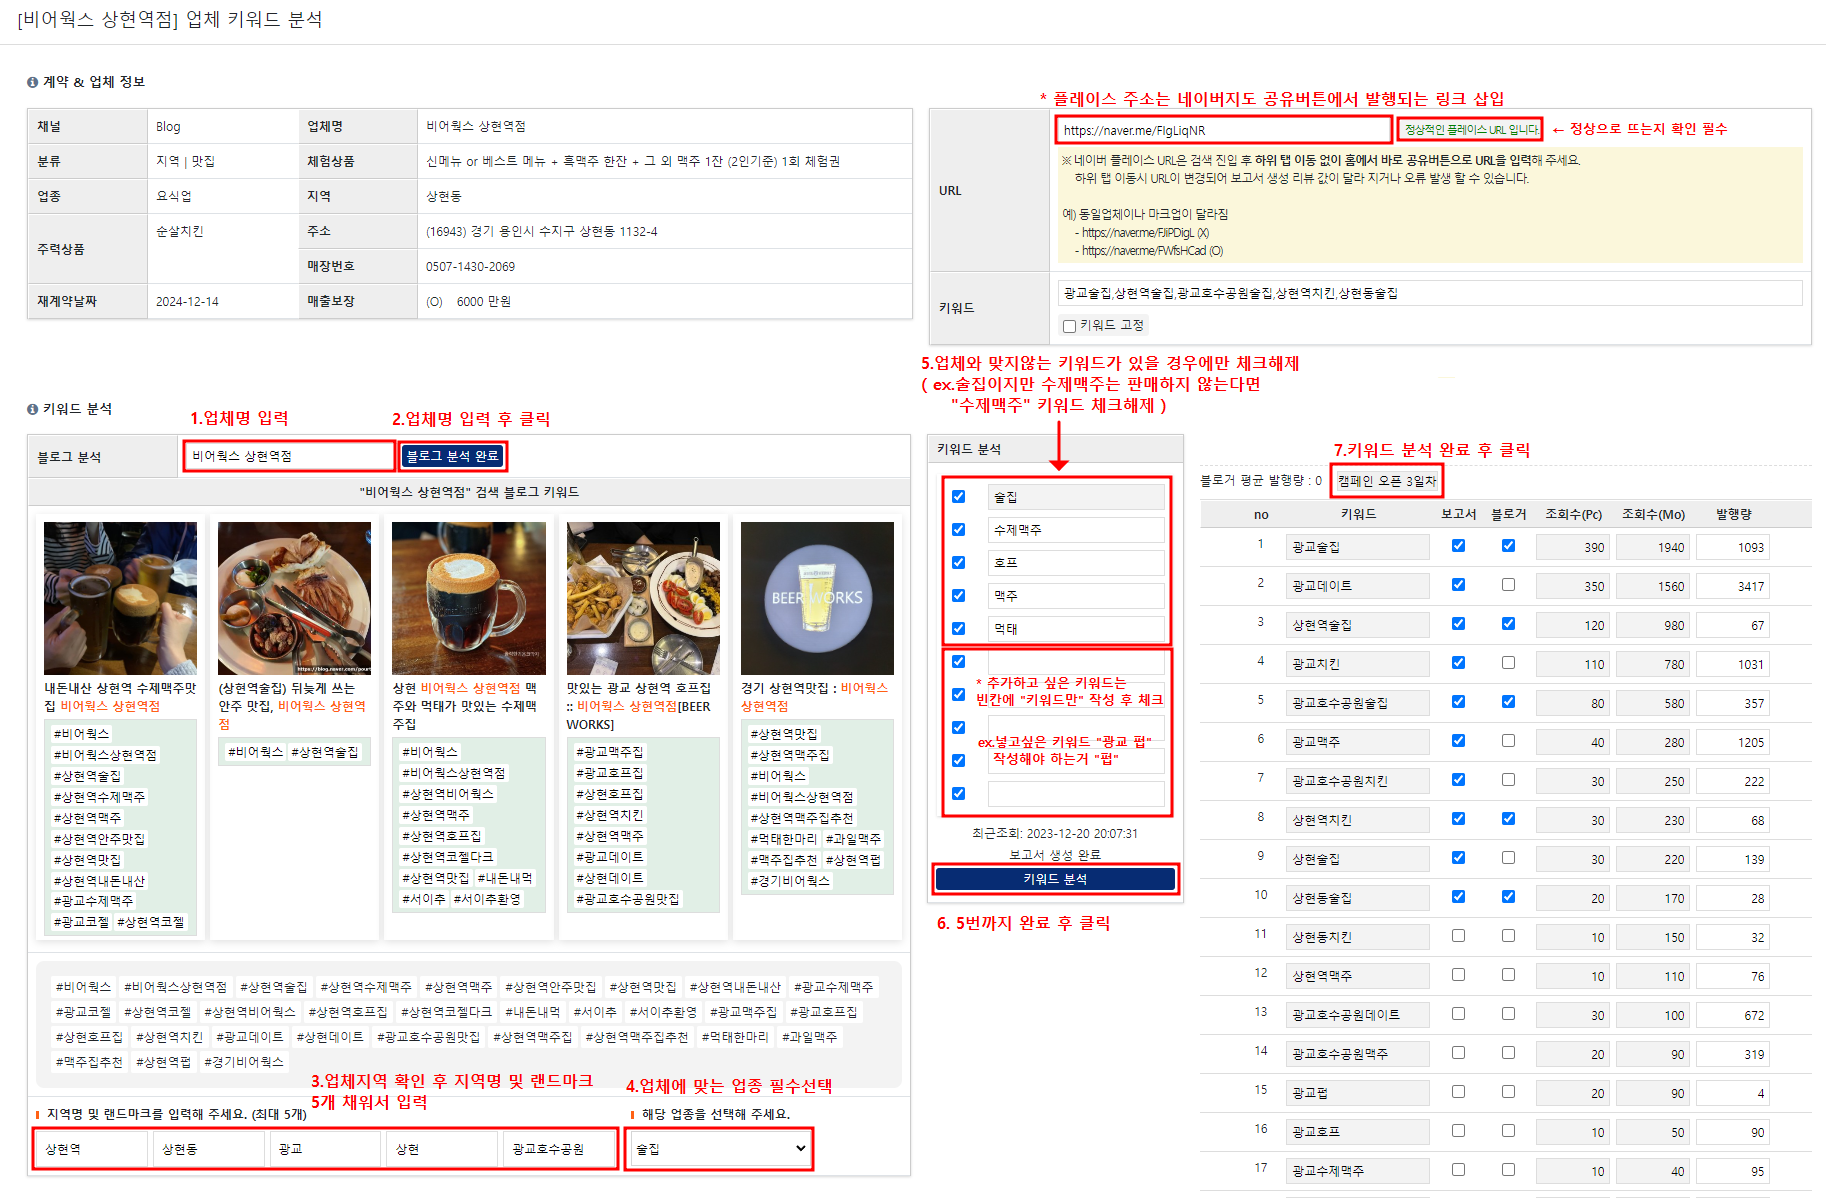 [비어웍스 상현역점] 업체 키워드 분석
계약 & 업체 정보
채널 Blog 업체명 비어웍스 상현역점
분류 지역 | 맛집 체험상품 신메뉴 or 베스트 메뉴 + 흑맥주 한잔 + 그 외 맥주 1잔 (2인기준) 1회 체험권
업종 요식업 지역 상현동
주력상품 순살치킨 주소 (16943) 경기 용인시 수지구 상현동 1132-4
매장번호 0507-1430-2069
재계약날짜 2024-12-14 매출보장 (O) 6000 만원
* 플레이스 주소는 네이버지도 공유버튼에서 발행되는 링크 삽입
URL
https://naver.me/FIgLiqNR 정상적인 플레이스 URL 입니다. ← 정상으로 뜨는지 확인 필수
※ 네이버 플레이스 URL은 검색 진입 후 하위 탭 이동 없이 홈에서 바로 공유버튼으로 URL을 입력해 주세요.
하위 탭 이동시 URL이 변경되어 보고서 생성 리뷰 값이 달라 지거나 오류 발생 할 수 있습니다.
예) 동일업체이나 마크업이 달라짐
- https://naver.me/FJiPDigL (X)
- https://naver.me/FWfsHCad (O)
키워드 광교술집,상현역술집,광교호수공원술집,상현역치킨,상현동술집
키워드 고정
키워드 분석
1.업체명 입력
2.업체명 입력 후 클릭
블로그 분석 비어웍스 상현역점 블로그 분석 완료
"비어웍스 상현역점" 검색 블로그 키워드
https://blog.naver.com/pourt
BEER WORKS
내돈내산 상현역 수제맥주맛
집 비어웍스 상현역점
#비어웍스
#비어웍스상현역점
#상현역술집
#상현역수제맥주
#상현역맥주
#상현역안주맛집
#상현역맛집
#상현역내돈내산
#광교수제맥주
#광교코젤 #상현역코젤
(상현역술집) 뒤늦게 쓰는
안주 맛집, 비어웍스 상현역
점
#비어웍스 #상현역술집
상현 비어웍스 상현역점 맥
주와 먹태가 맛있는 수제맥
주집
#비어웍스
#비어웍스상현역점
#상현역비어웍스
#상현역맥주
#상현역호프집
#상현역코젤다크
#상현역맛집 #내돈내먹
#서이추 #서이추환영
맛있는 광교 상현역 호프집
:: 비어웍스 상현역점[BEER
WORKS]
#광교맥주집
#광교호프집
#상현호프집
#상현역치킨
#상현역맥주
#광교데이트
#상현데이트
#광교호수공원맛집
경기 상현역맛집 : 비어웍스
상현역점
#상현역맛집
#상현역맥주집
#비어웍스
#비어웍스상현역점
#상현역맥주집추천
#먹태한마리 #과일맥주
#맥주집추천 #상현역펍
#경기비어웍스
#비어웍스 #비어웍스상현역점 #상현역술집 #상현역수제맥주 #상현역맥주 #상현역안주맛집 #상현역맛집 #상현역내돈내산 #광교수제맥주
#광교코젤 #상현역코젤 #상현역비어웍스 #상현역호프집 #상현역코젤다크 #내돈내먹 #서이추 #서이추환영 #광교맥주집 #광교호프집
#상현호프집 #상현역치킨 #광교데이트 #상현데이트 #광교호수공원맛집 #상현역맥주집 #상현역맥주집추천 #먹태한마리 #과일맥주
#맥주집추천 #상현역펍 #경기비어웍스
3.업체지역 확인 후 지역명 및 랜드마크
5개 채워서 입력
4.업체에 맞는 업종 필수선택
지역명 및 랜드마크를 입력해 주세요. (최대 5개)
해당 업종을 선택해 주세요.
상현역 상현동 광교 상현 광교호수공원 술집
5.업체와 맞지않는 키워드가 있을 경우에만 체크해제
( ex.술집이지만 수제맥주는 판매하지 않는다면
"수제맥주" 키워드 체크해제 )
키워드 분석
술집
수제맥주
호프
맥주
먹태
* 추가하고 싶은 키워드는
빈칸에 "키워드만" 작성 후 체크
ex.넣고싶은 키워드 "광교 펍"
작성해야 하는거 "펍"
최근조회: 2023-12-20 20:07:31
보고서 생성 완료
키워드 분석
6. 5번까지 완료 후 클릭
7.키워드 분석 완료 후 클릭
블로거 평균 발행량 : 0 캠페인 오픈 3일차
no 키워드 보고서 블로거 조회수(Pc) 조회수(Mo) 발행량
1 광교술집 390 1940 1093
2 광교데이트 350 1560 3417
3 상현역술집 120 980 67
4 광교치킨 110 780 1031
5 광교호수공원술집 80 580 357
6 광교맥주 40 280 1205
7 광교호수공원치킨 30 250 222
8 상현역치킨 30 230 68
9 상현술집 30 220 139
10 상현동술집 20 170 28
11 상현동치킨 10 150 32
12 상현역맥주 10 110 76
13 광교호수공원데이트 30 100 672
14 광교호수공원맥주 20 90 319
15 광교펍 20 90 4
16 광교호프 10 50 90
17 광교수제맥주 10 40 95